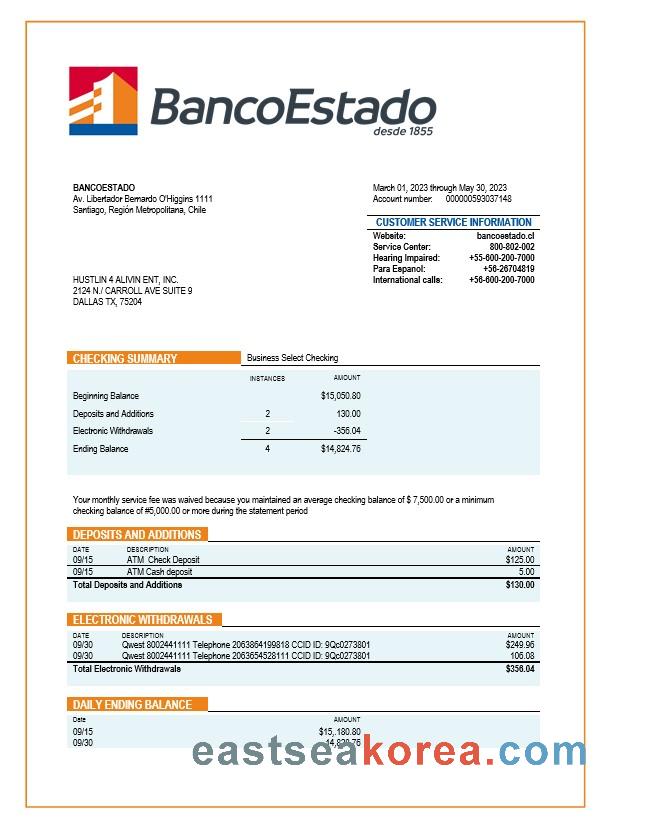 BancoEstado
desde 1855
BANCOESTADO
Av. Libertador Bernardo O'Higgins 1111
Santiago, Región Metropolitana, Chile
March 01, 2023 through May 30, 2023
Account number: 000000593037148
CUSTOMER SERVICE INFORMATION
Website: bancoestado.cl
Service Center: 800-802-002
Hearing Impaired: +55-600-200-7000
Para Espanol: +56-26704819
International calls: +56-600-200-7000
HUSTLIN 4 ALIVIN ENT, INC.
2124 N./ CARROLL AVE SUITE 9
DALLAS TX, 75204
CHECKING SUMMARY Business Select Checking
INSTANCES AMOUNT
Beginning Balance $15,050.80
Deposits and Additions 2 130.00
Electronic Withdrawals 2 -356.04
Ending Balance 4 $14,824.76
Your monthly service fee was waived because you maintained an average checking balance of $ 7,500.00 or a minimum
checking balance of #5,000.00 or more during the statement period
DEPOSITS AND ADDITIONS
DATE DESCRIPTION AMOUNT
09/15 ATM Check Deposit $125.00
09/15 ATM Cash deposit 5.00
Total Deposits and Additions $130.00
ELECTRONIC WITHDRAWALS
DATE DESCRIPTION AMOUNT
09/30 Qwest 8002441111 Telephone 2063864199818 CCID ID: 9Qc0273801 $249.96
09/30 Qwest 8002441111 Telephone 2063654528111 CCID ID: 9Qc0273801 106.08
Total Electronic Withdrawals $356.04
DAILY ENDING BALANCE
Date AMOUNT
09/15 $15,.180.80
09/30
eastseakorea.com